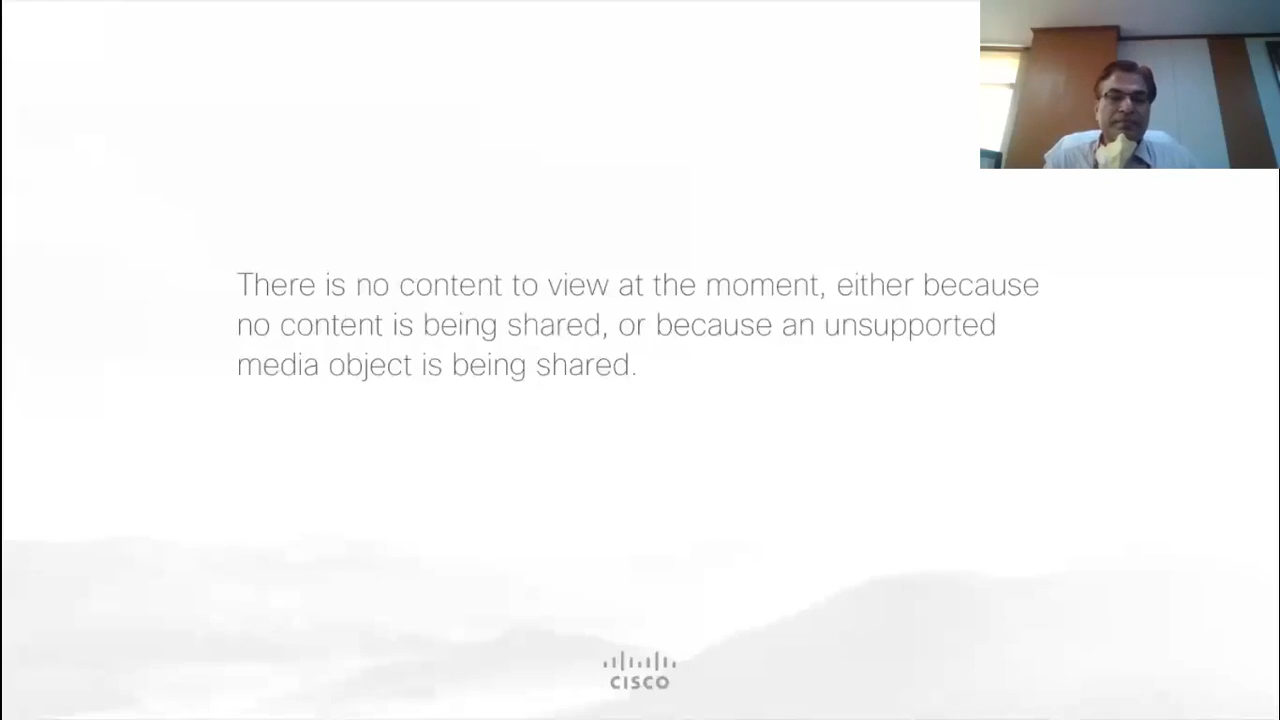 There is no content to view at the moment, either because
no content is being shared, or because an unsupported
media object is being shared.
CISCO